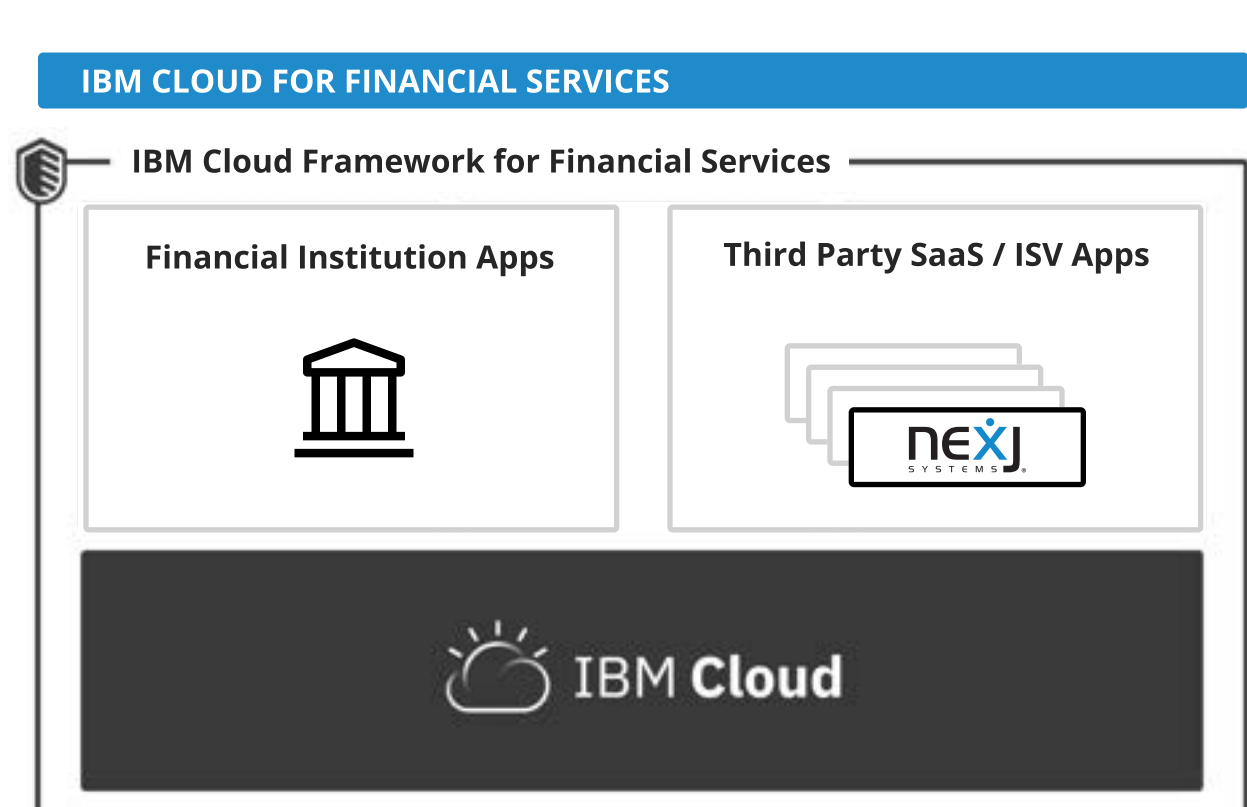 IBM CLOUD FOR FINANCIAL SERVICES
IBM Cloud Framework for Financial Services
Financial Institution Apps
Third Party SaaS / ISV Apps
nexj
SYSTEMS®
IBM Cloud